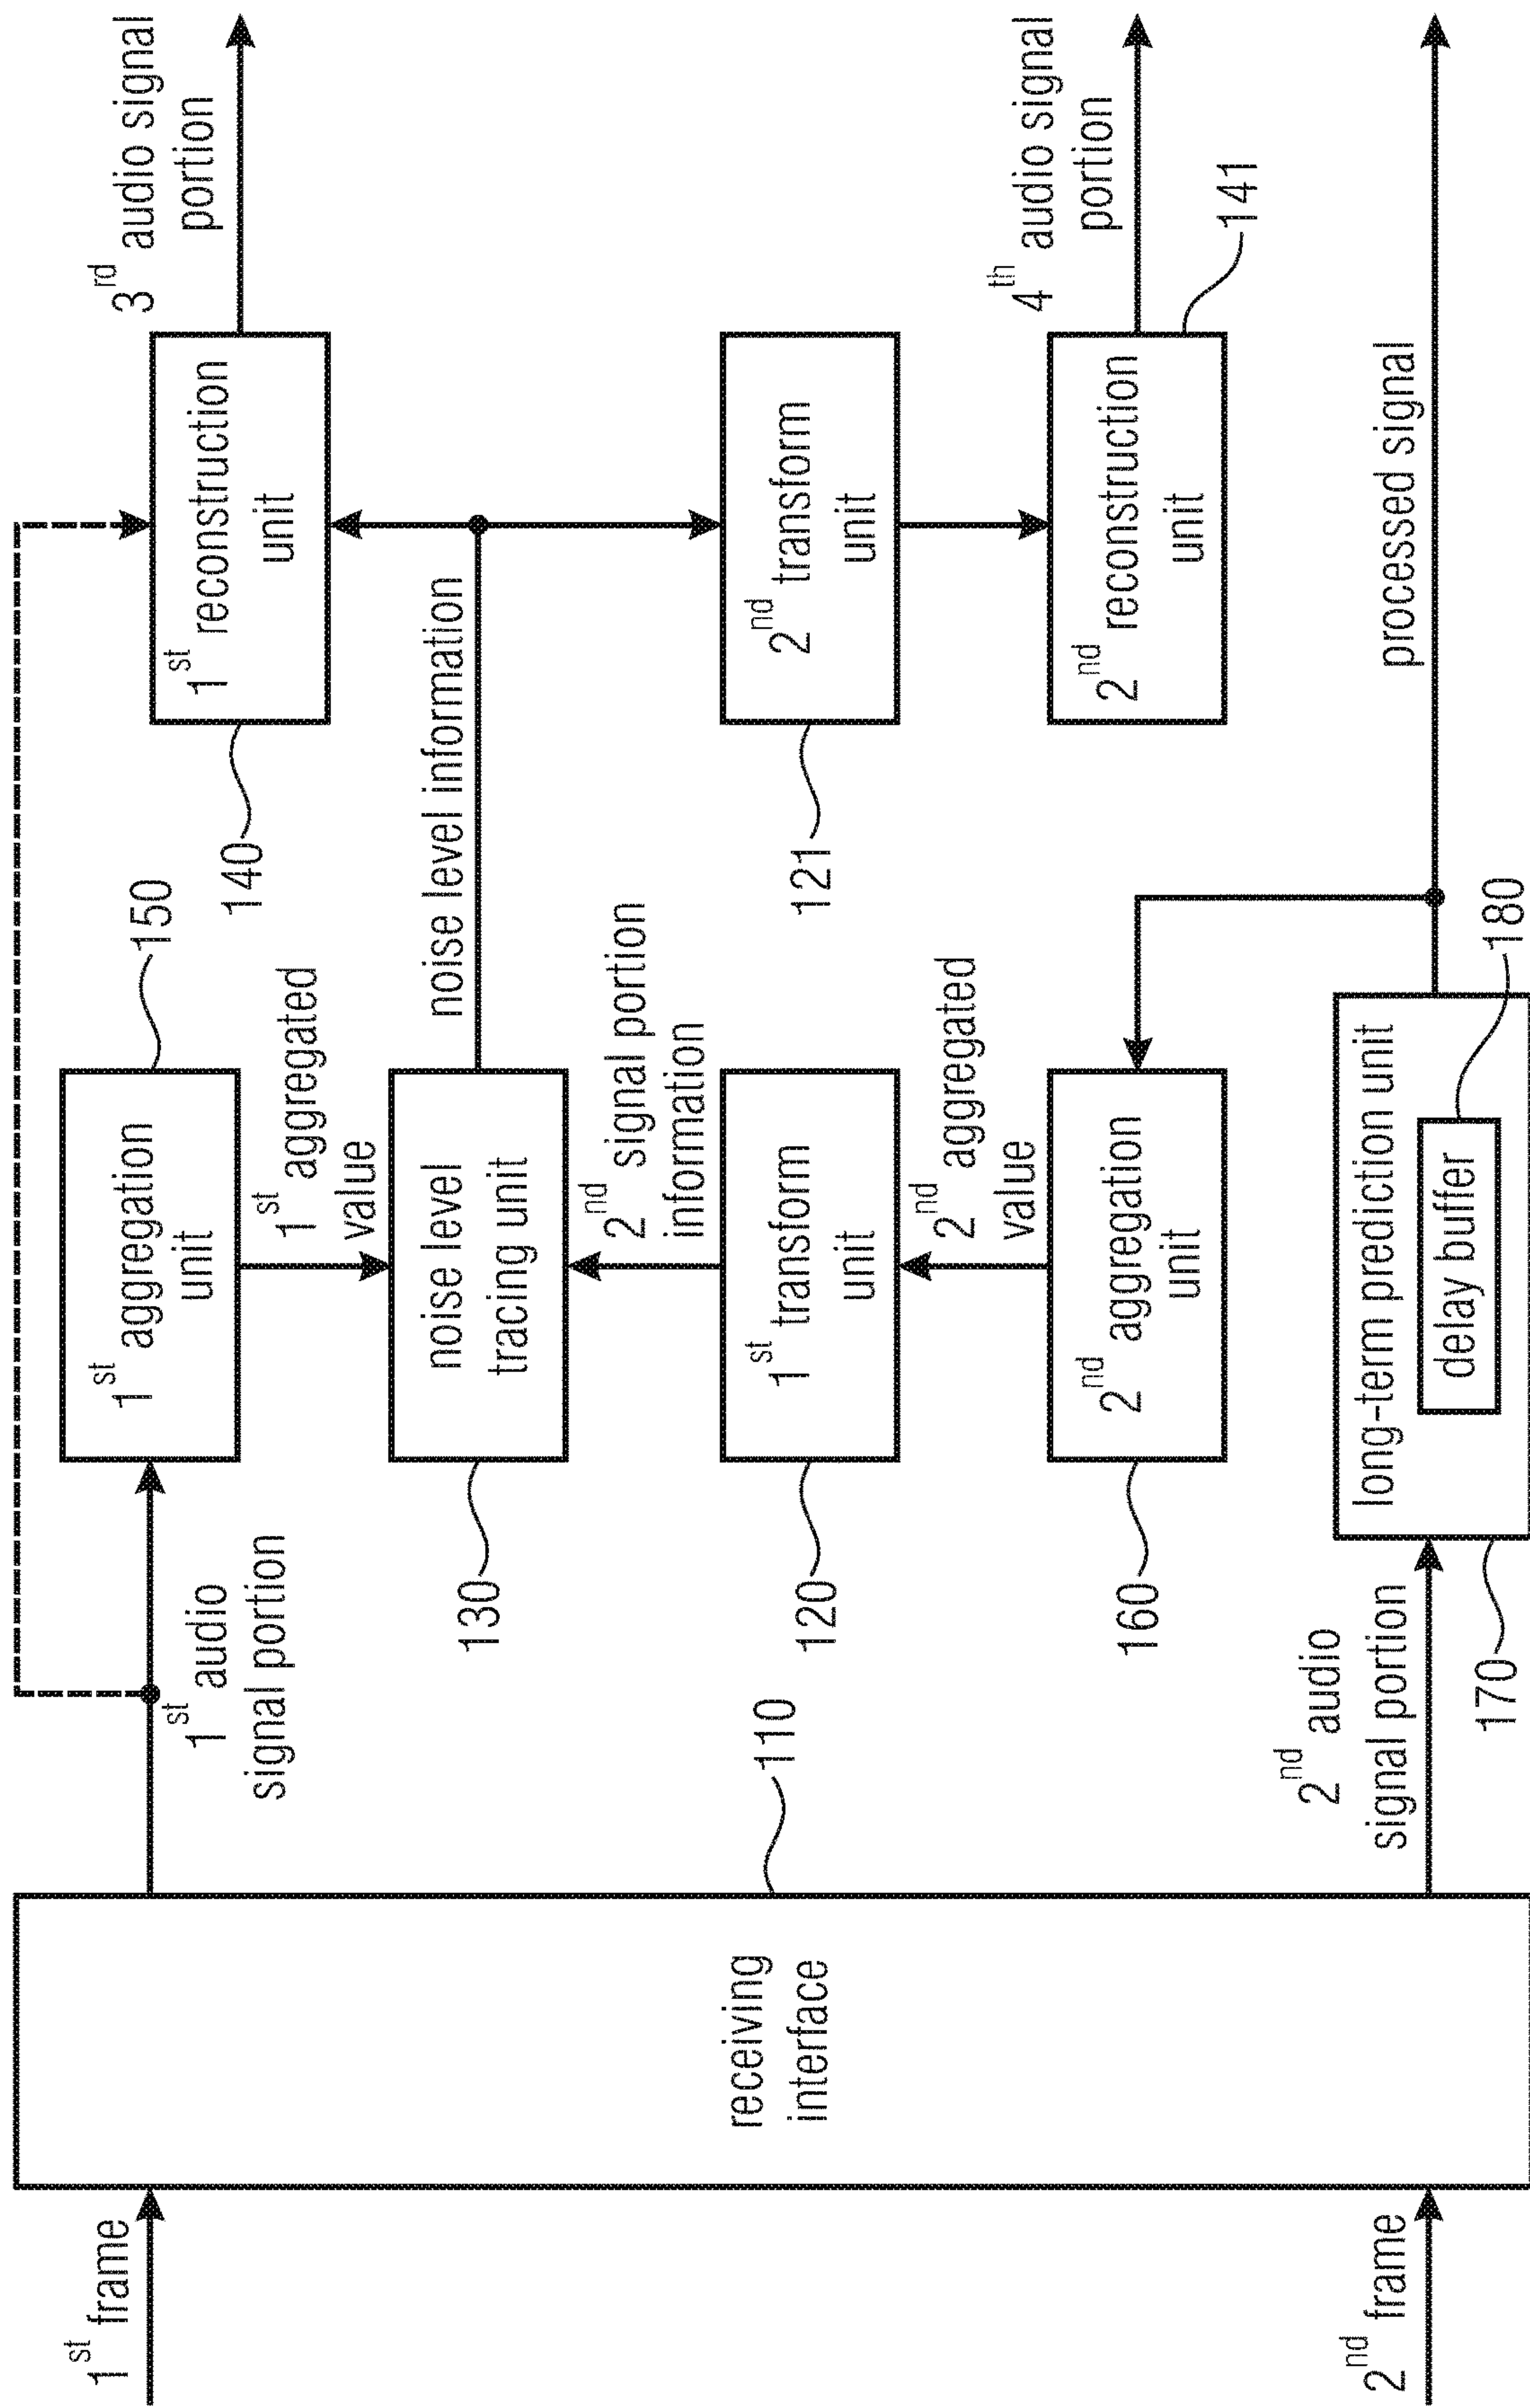 1st frame
2nd frame
receiving
interface
110
1st audio
signal portion
2nd audio
signal portion
1st aggregation
unit
150
1st aggregated
value
noise level
tracing unit
130
2nd signal portion
information
1st transform
unit
120
2nd aggregated
value
2nd aggregation
unit
160
long-term prediction unit
delay buffer
170
180
noise level information
1st reconstruction
unit
140
2nd transform
unit
121
2nd reconstruction
unit
141
3rd audio signal
portion
4th audio signal
portion
processed signal